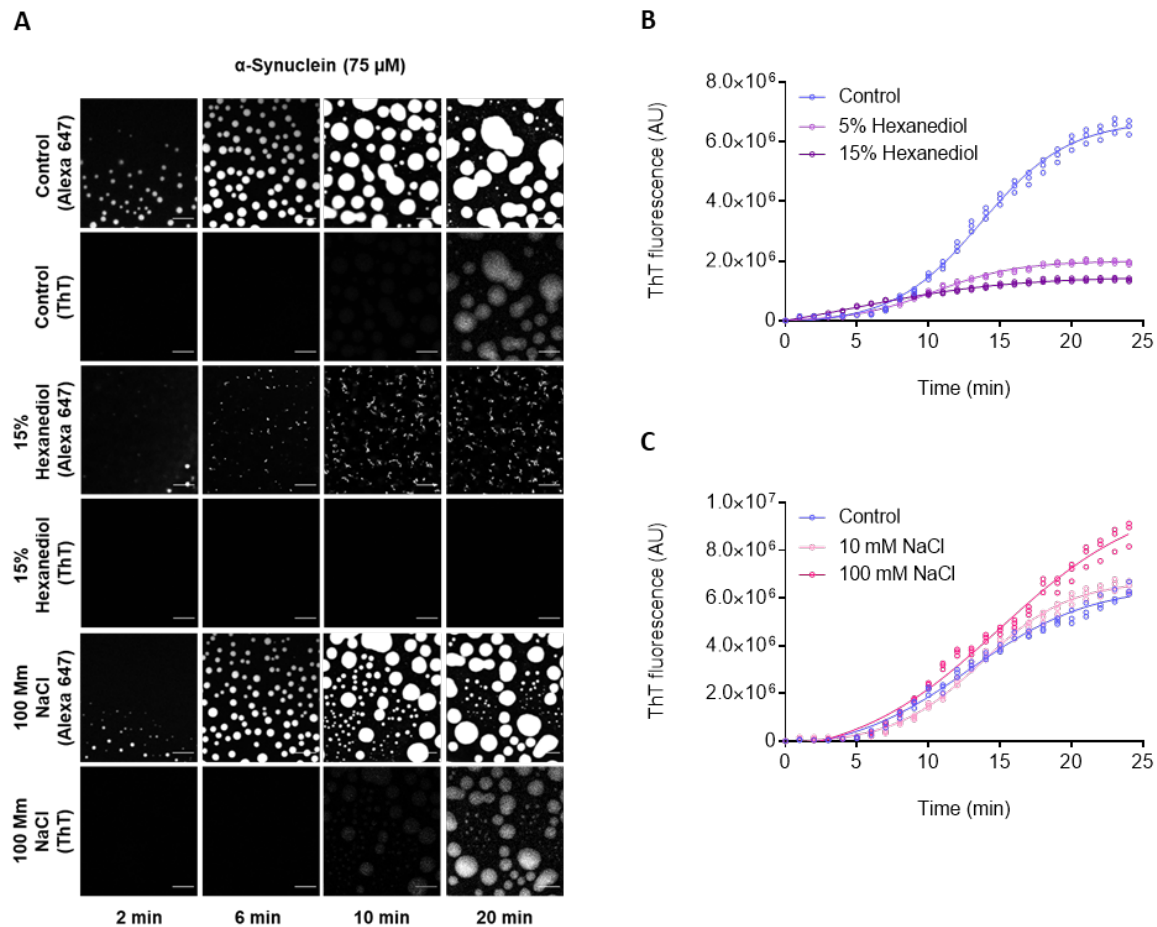 A
α-Synuclein (75 µM)
Control
(Alexa 647)
Control
(ThT)
15%
Hexanediol
(Alexa 647)
15%
Hexanediol
(ThT)
100 Mm
NaCl
(Alexa 647)
100 Mm
NaCl
(ThT)
2 min 6 min 10 min 20 min
B
ThT fluorescence (AU)
8.0×10⁶
6.0×10⁶
4.0×10⁶
2.0×10⁶
0
Control
5% Hexanediol
15% Hexanediol
0 5 10 15 20 25
Time (min)
C
ThT fluorescence (AU)
1.0×10⁷
8.0×10⁶
6.0×10⁶
4.0×10⁶
2.0×10⁶
0
Control
10 mM NaCl
100 mM NaCl
0 5 10 15 20 25
Time (min)